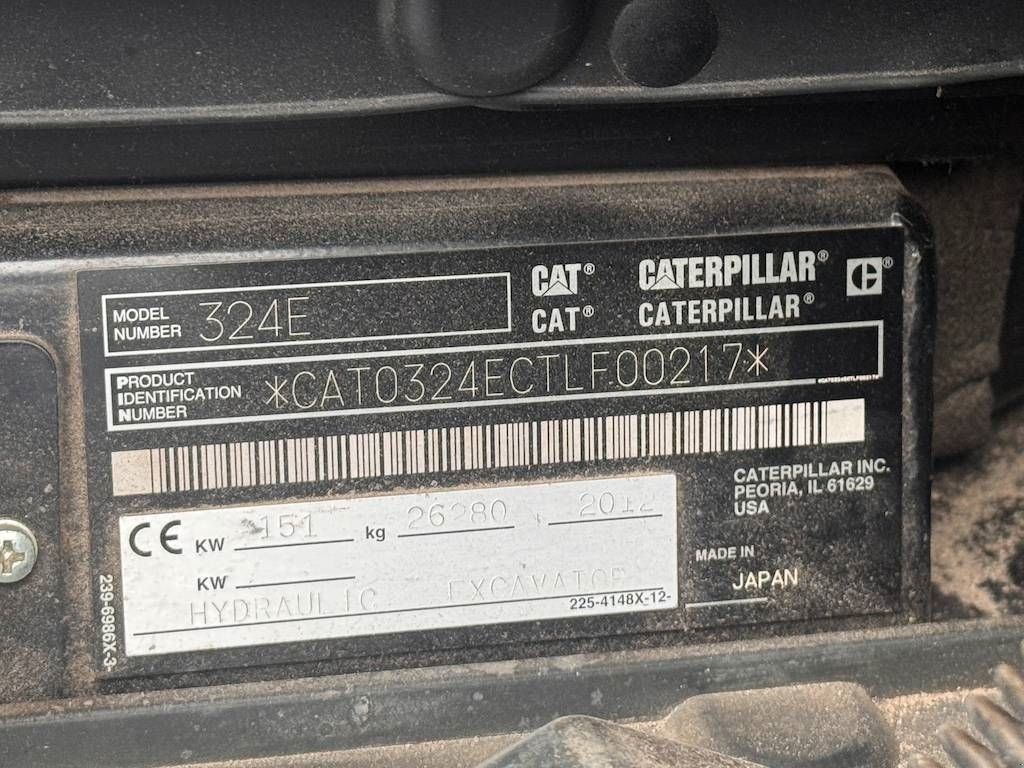 MODEL NUMBER 324E
CAT® CATERPILLAR® C®
CAT® CATERPILLAR®
PRODUCT IDENTIFICATION NUMBER *CAT0324ECTLF00217*
*CAT0324ECTLF00217*
CATERPILLAR INC.
PEORIA, IL 61629
USA
CE KW 151 kg 26280 2012
KW
HYDRAULIC EXCAVATOR
225-4148X-12-
MADE IN
JAPAN
239-6986X-3-